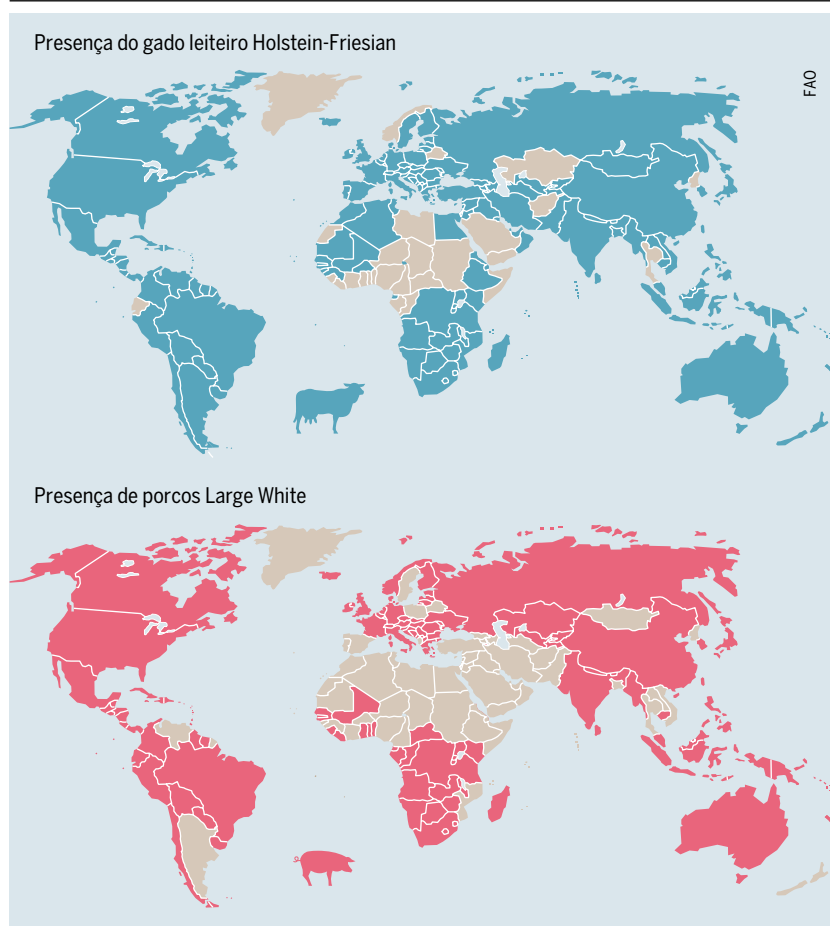 Presença do gado leiteiro Holstein-Friesian
FAO
Presença de porcos Large White